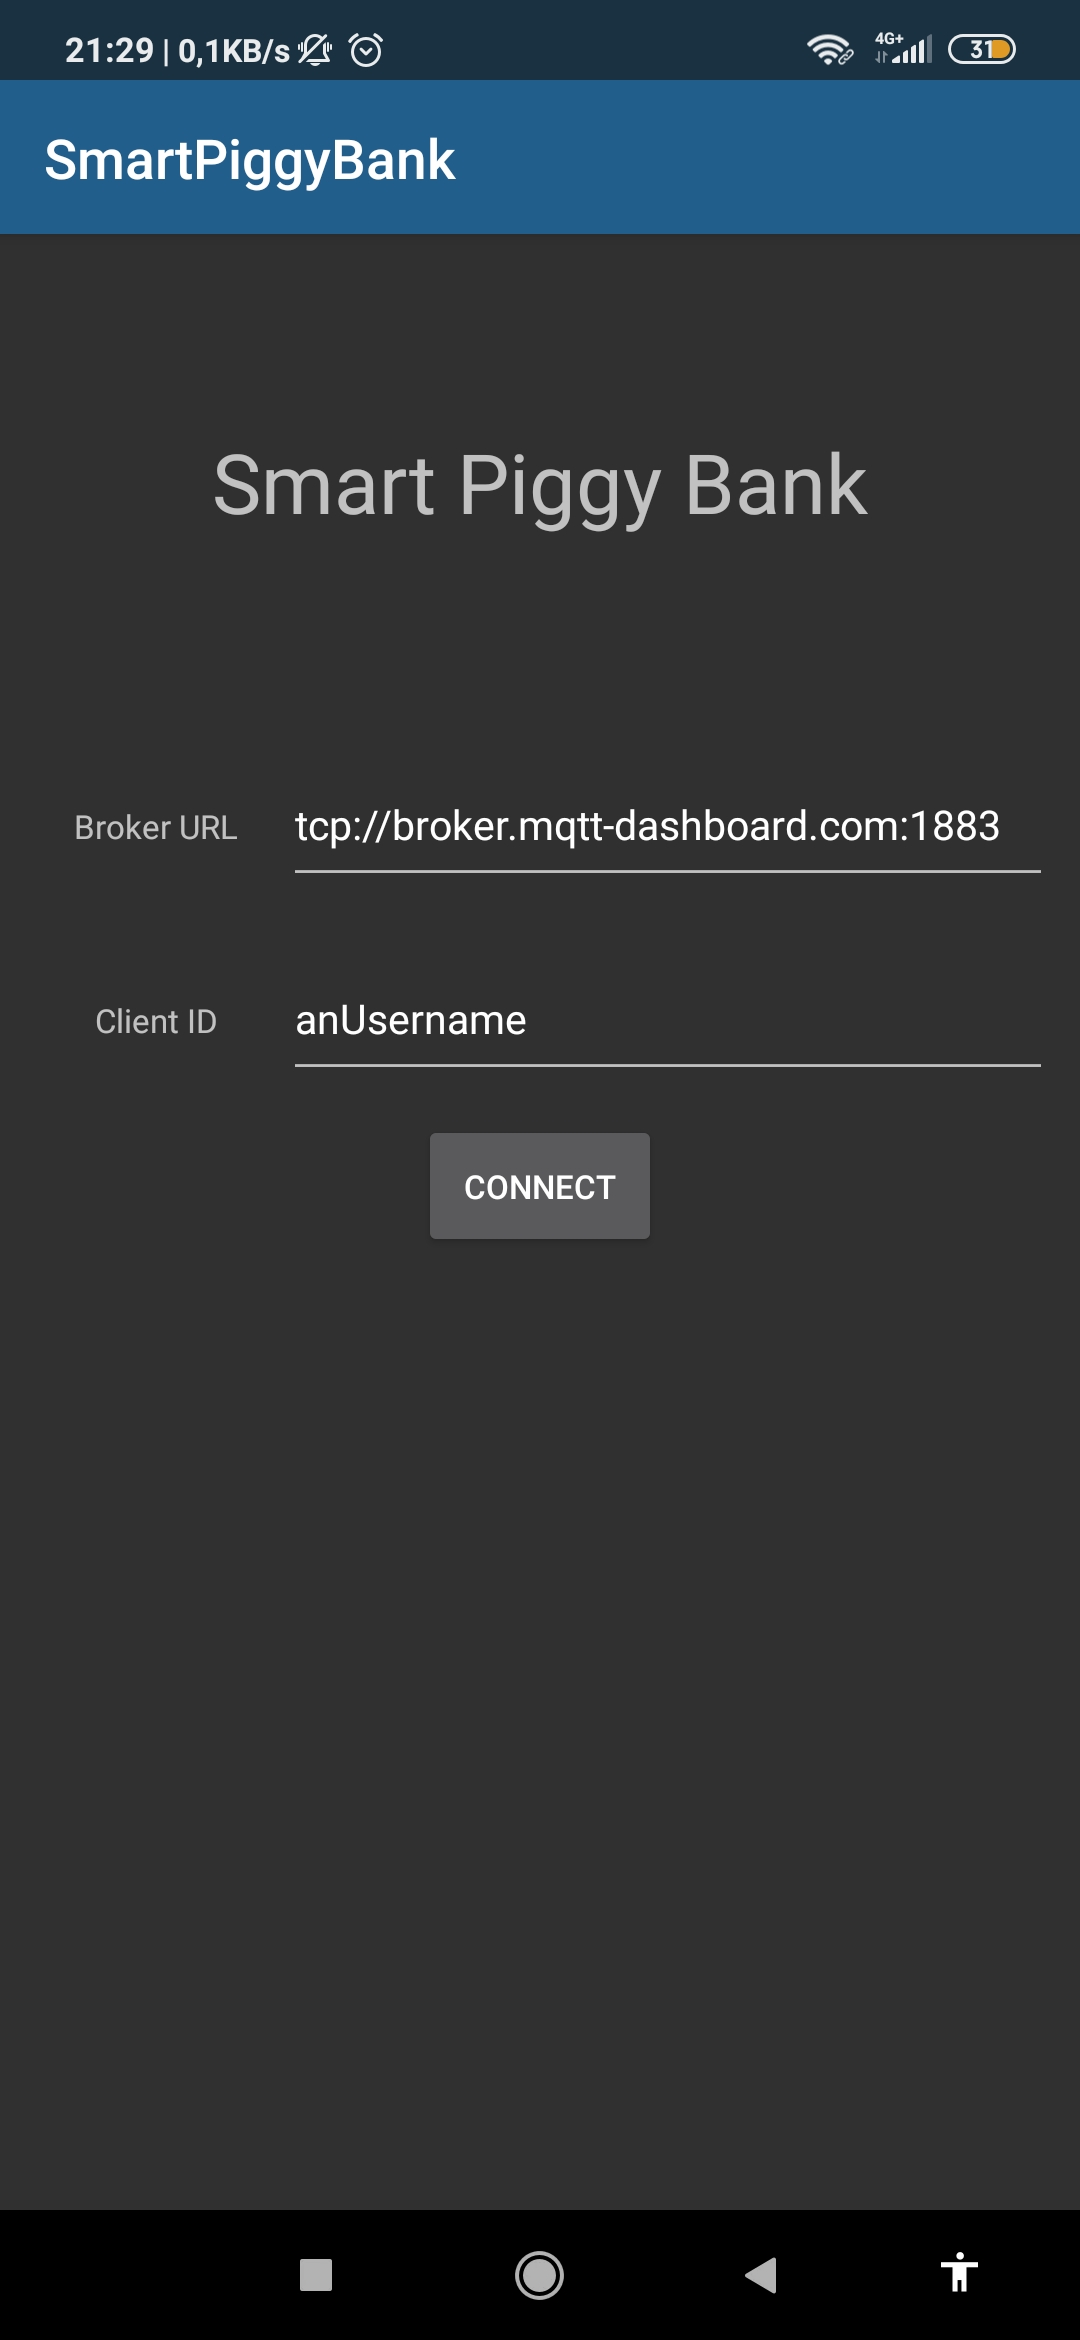 21:29 | 0,1KB/s 4G+ 31
SmartPiggyBank
Smart Piggy Bank
Broker URL tcp://broker.mqtt-dashboard.com:1883
Client ID anUsername
CONNECT